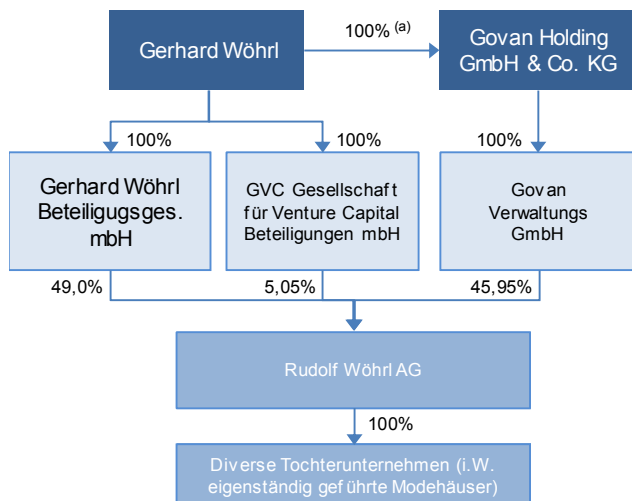 Gerhard Wöhrl
100% (a)
Govan Holding
GmbH & Co. KG
100%
100%
100%
Gerhard Wöhrl
Beteiligugsges.
mbH
GVC Gesellschaft
für Venture Capital
Beteiligungen mbH
Govan
Verwaltungs
GmbH
49,0%
5,05%
45,95%
Rudolf Wöhrl AG
100%
Diverse Tochterunternehmen (i.W.
eigenständig geführte Modehäuser)